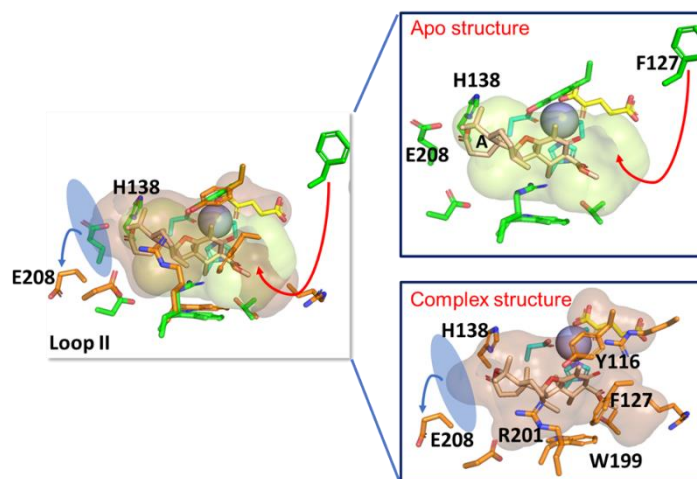 H138
E208
Loop II
Apo structure
F127
H138
E208
A
Complex structure
H138
Y116
F127
R201
E208
W199